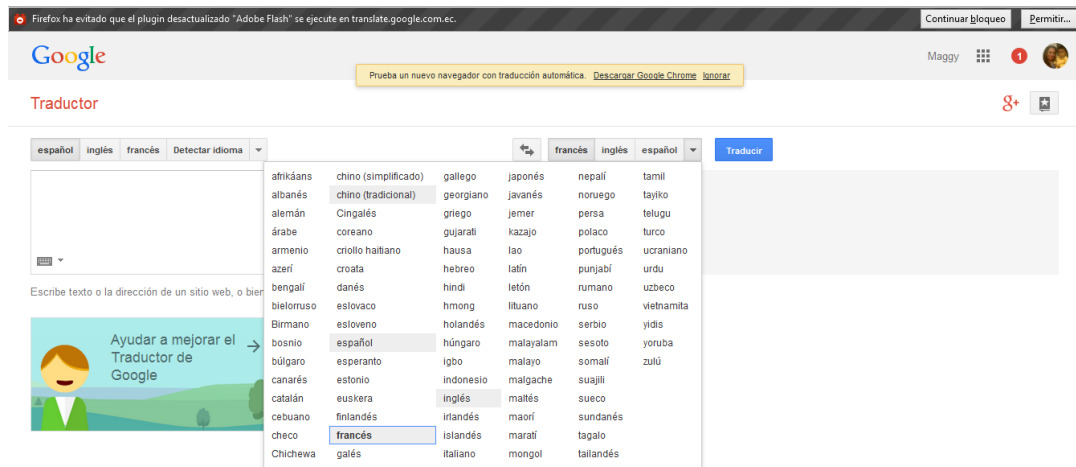 Firefox ha evitado que el plugin desactualizado "Adobe Flash" se ejecute en translate.google.com.ec. Continuar bloqueo Permitir...
Google Maggy 1
Prueba un nuevo navegador con traducción automática. Descargar Google Chrome Ignorar
Traductor g+
español inglés francés Detectar idioma francés inglés español Traducir
afrikáans chino (simplificado) gallego japonés nepalí tamil
albanés chino (tradicional) georgiano javanés noruego tayiko
alemán Cingalés griego jemer persa telugu
árabe coreano gujarati kazajo polaco turco
armenio criollo haitiano hausa lao portugués ucraniano
azerí croata hebreo latín punjabí urdu
bengalí danés hindi letón rumano uzbeco
Escribe texto o la dirección de un sitio web, o bien
bielorruso eslovaco hmong lituano ruso vietnamita
Birmano esloveno holandés macedonio serbio yidis
bosnio español húngaro malayalam sesoto yoruba
búlgaro esperanto igbo malayo somalí zulú
canarés estonio indonesio malgache suajili
catalán euskera inglés maltés sueco
cebuano finlandés irlandés maorí sundanés
checo francés islandés maratí tagalo
Chichewa galés italiano mongol tailandés
Ayudar a mejorar el
Traductor de
Google